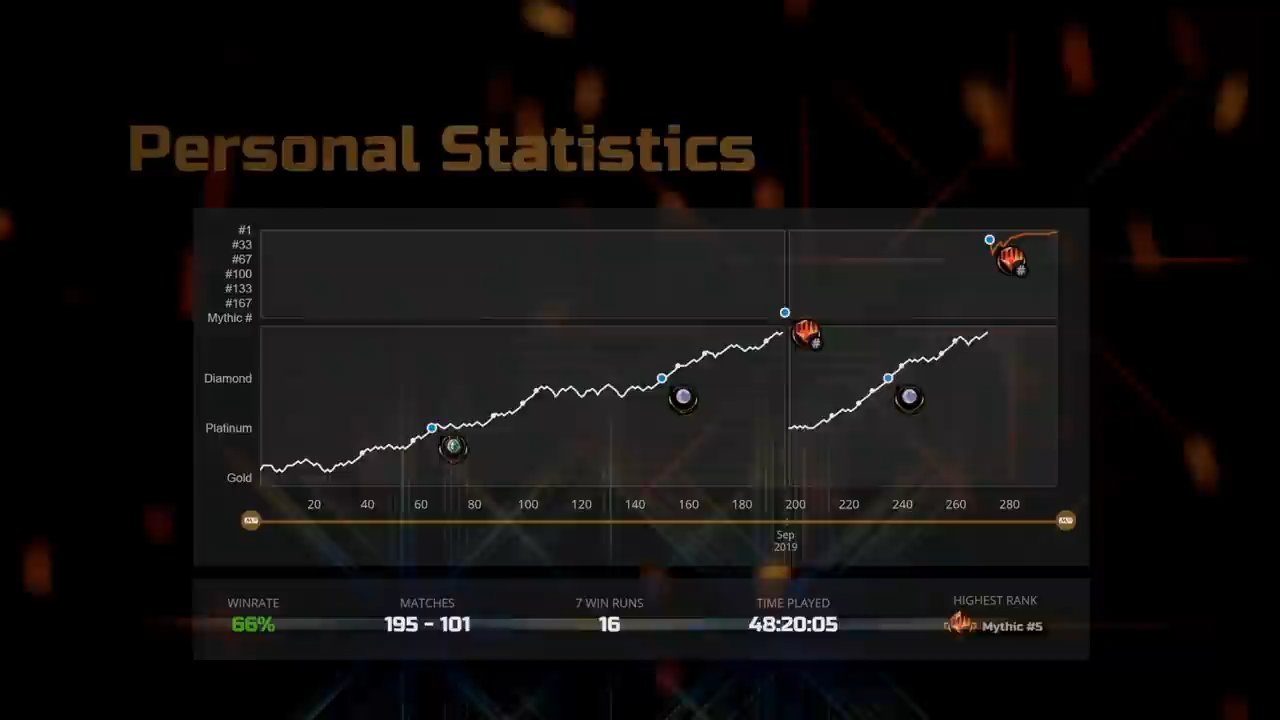 Personal Statistics
#1
#33
#67
#100
#133
#167
Mythic #
Diamond
Platinum
Gold
20 40 60 80 100 120 140 160 180 200 220 240 260 280
Sep
2019
WINRATE MATCHES 7 WIN RUNS TIME PLAYED HIGHEST RANK
66% 195 - 101 16 48:20:05 Mythic #5